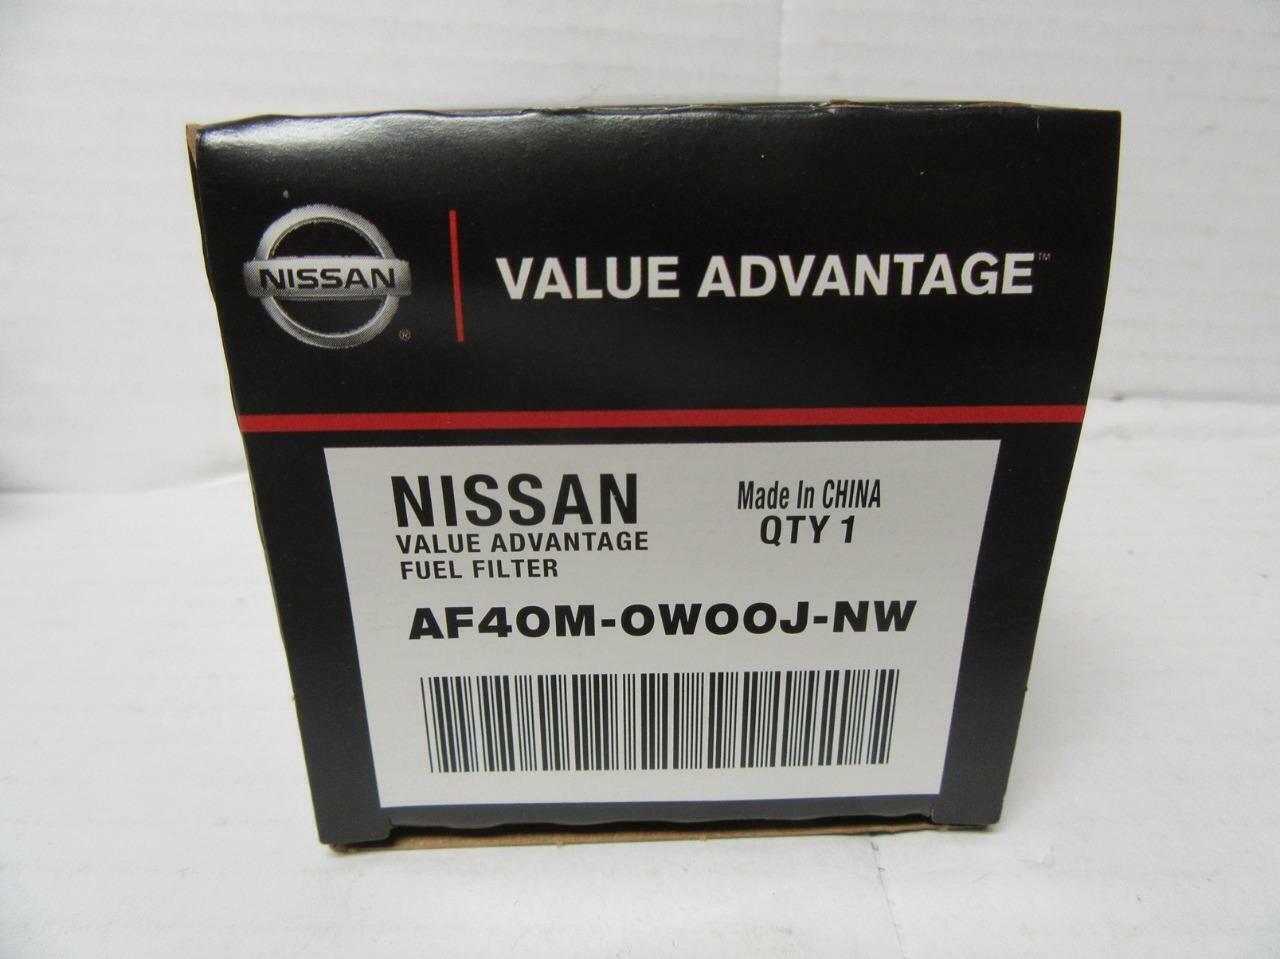 NISSAN
®
VALUE ADVANTAGE™
NISSAN
VALUE ADVANTAGE
FUEL FILTER
Made In CHINA
QTY 1
AF40M-0W00J-NW